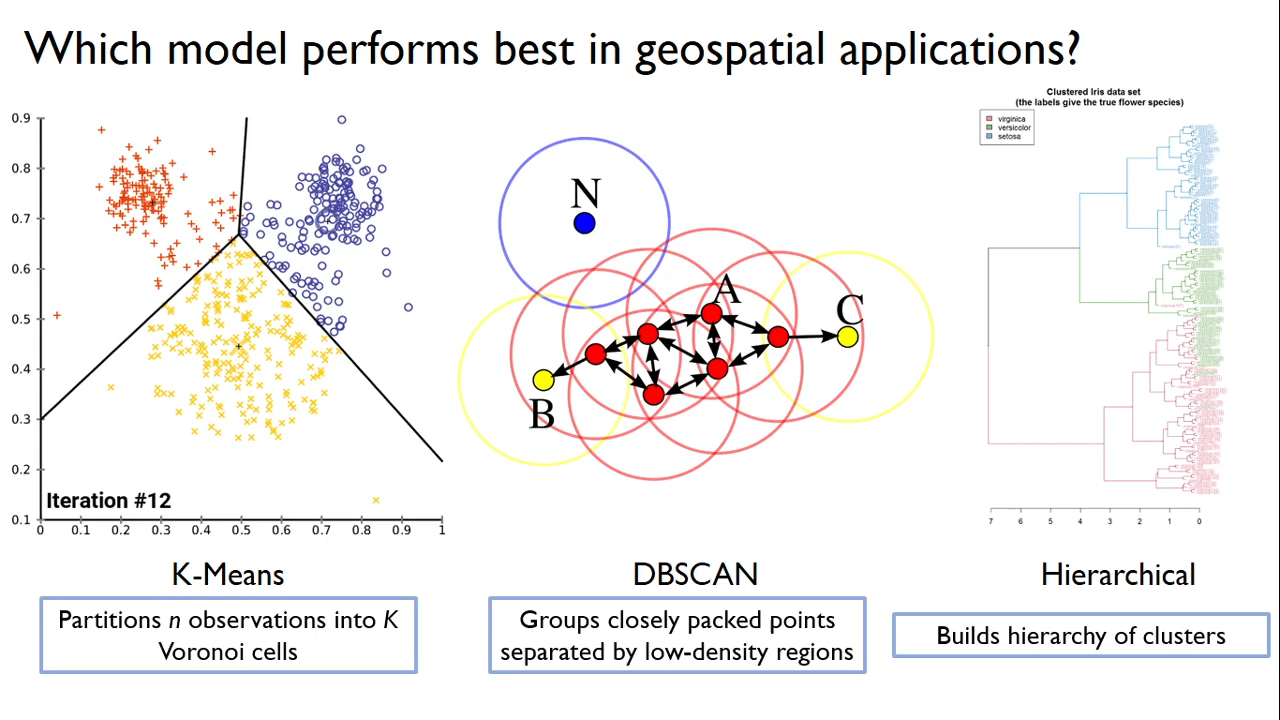 Which model performs best in geospatial applications?
0.9
0.8
0.7
0.6
0.5
0.4
0.3
0.2
0.1
Iteration #12
0 0.1 0.2 0.3 0.4 0.5 0.6 0.7 0.8 0.9 1
N
A
C
B
Clustered Iris data set
(the labels give the true flower species)
virginica
versicolor
setosa
7 6 5 4 3 2 1 0
K-Means
Partitions n observations into K
Voronoi cells
DBSCAN
Groups closely packed points
separated by low-density regions
Hierarchical
Builds hierarchy of clusters